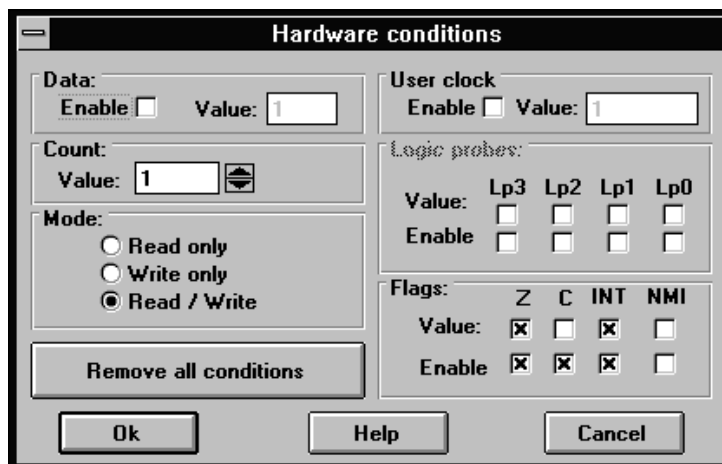 Hardware conditions
Data:
Enable Value: 1
User clock
Enable Value: 1
Count:
Value: 1
Logic probes:
Lp3 Lp2 Lp1 Lp0
Value:
Enable
Mode:
Read only
Write only
Read / Write
Flags:
Z C INT NMI
Value:
Enable
Remove all conditions
Ok Help Cancel